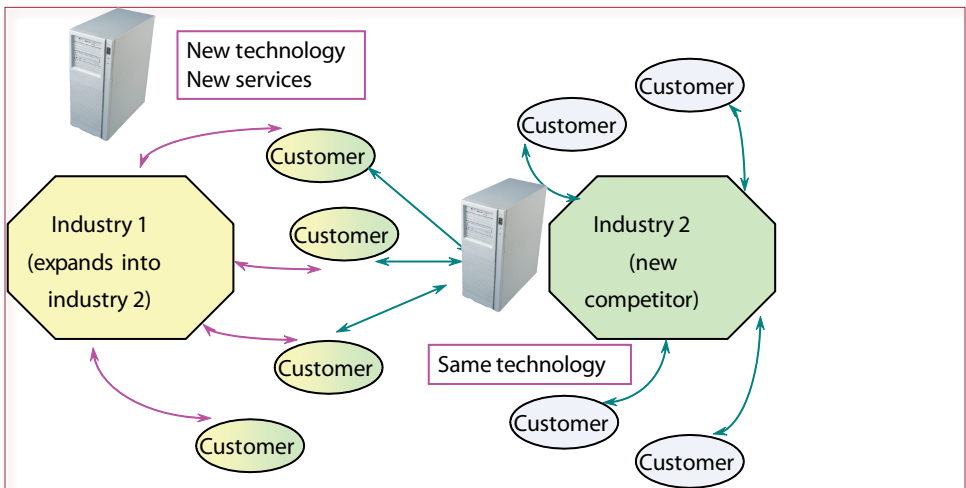 New technology
New services
Customer
Customer
Customer
Customer
Industry 1
(expands into
industry 2)
Customer
Customer
Industry 2
(new
competitor)
Same technology
Customer
Customer